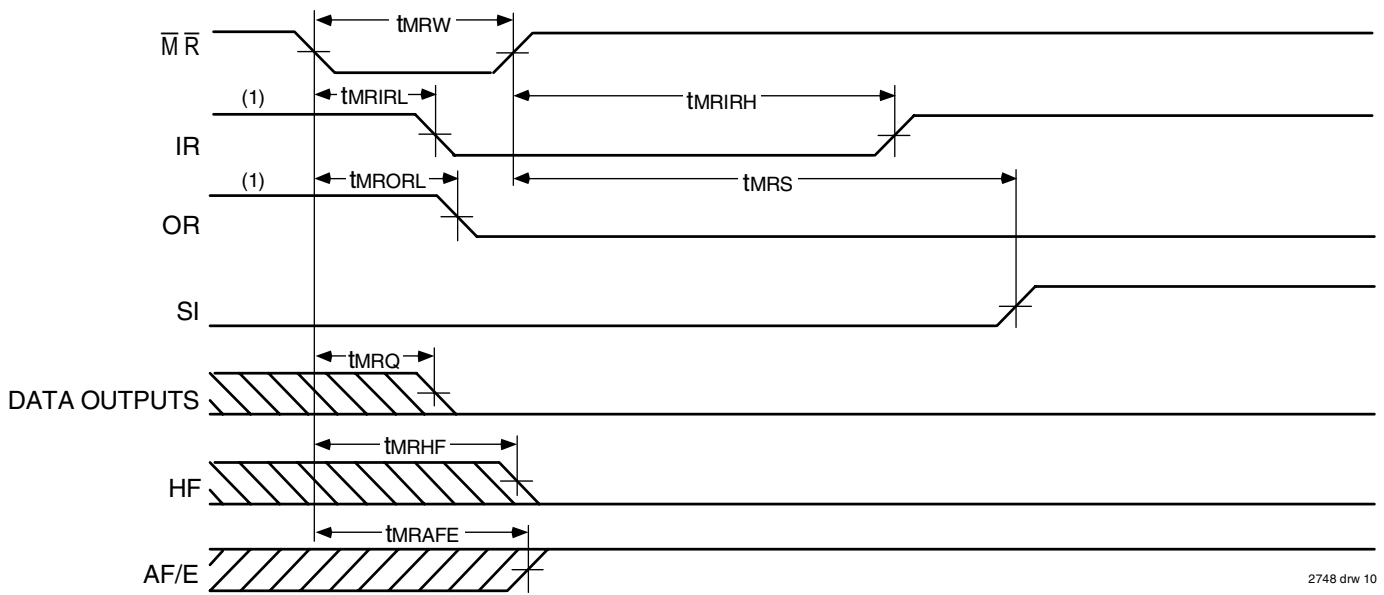 tMRW
M̅R̅
(1)
tMRIRL
tMRIRH
IR
(1)
tMRORL
tMRS
OR
SI
tMRQ
DATA OUTPUTS
tMRHF
HF
tMRAFE
AF/E
2748 drw 10